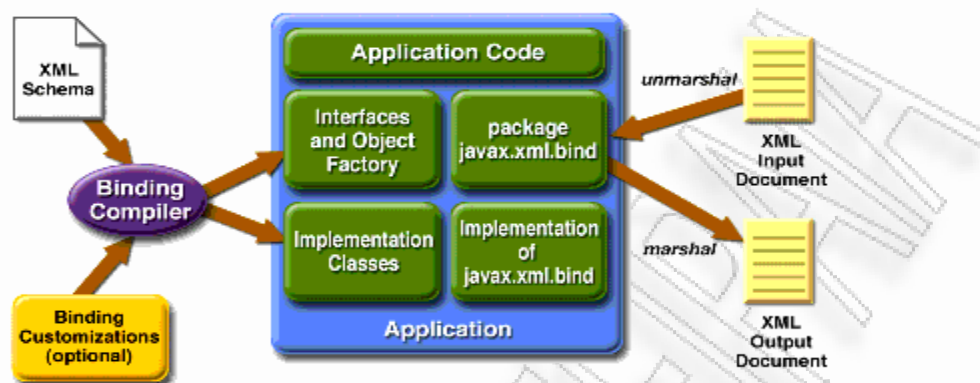 XML
Schema
Binding
Compiler
Binding
Customizations
(optional)
Application Code
Interfaces
and Object
Factory
package
javax.xml.bind
Implementation
Classes
Implementation
of
javax.xml.bind
Application
unmarshal
XML
Input
Document
marshal
XML
Output
Document